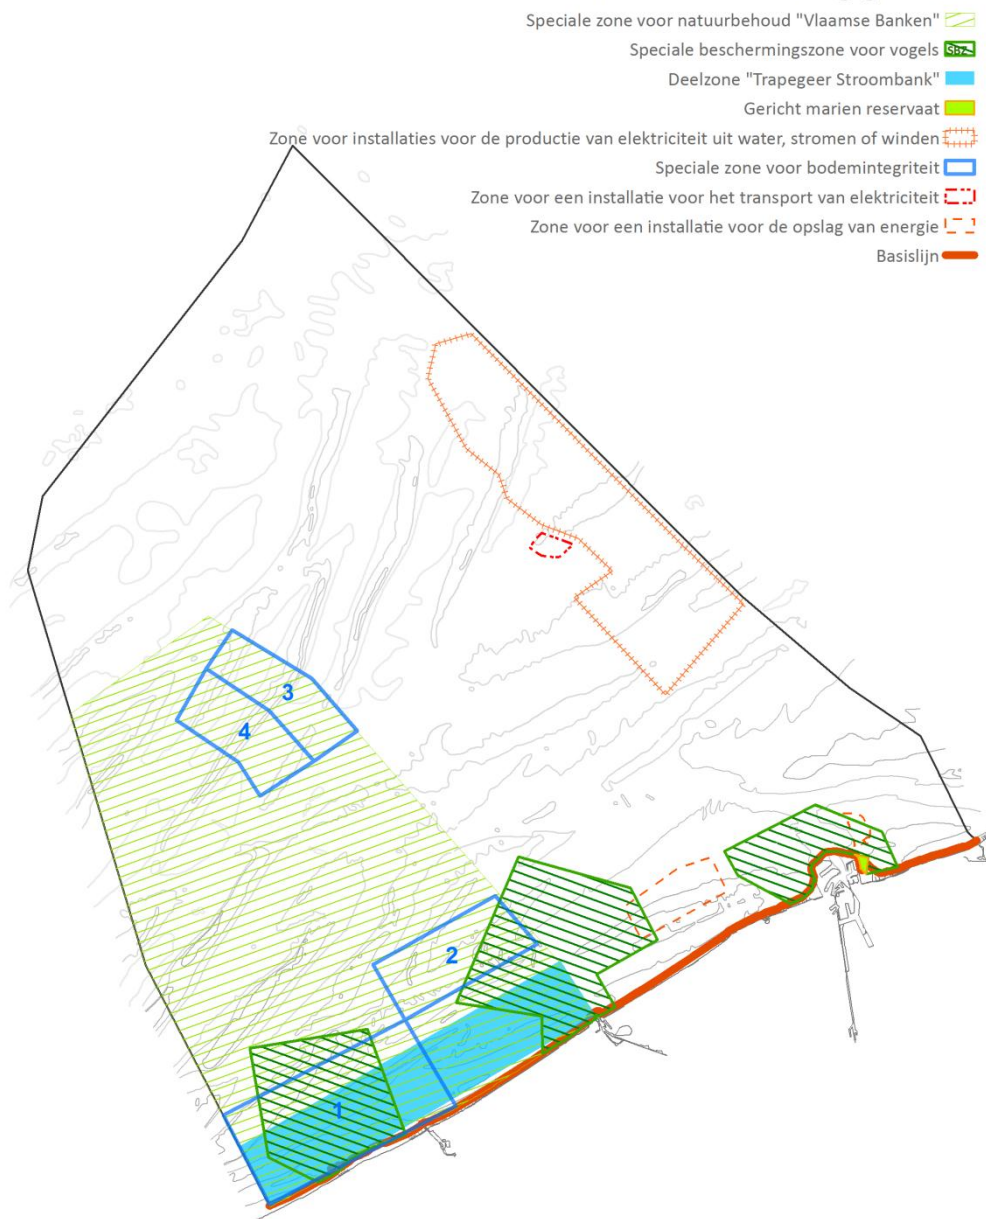 Speciale zone voor natuurbehoud "Vlaamse Banken"
Speciale beschermingszone voor vogels SBZ
Deelzone "Trapegeer Stroombank"
Gericht marien reservaat
Zone voor installaties voor de productie van elektriciteit uit water, stromen of winden
Speciale zone voor bodemintegriteit
Zone voor een installatie voor het transport van elektriciteit
Zone voor een installatie voor de opslag van energie
Basislijn
3
4
2
1